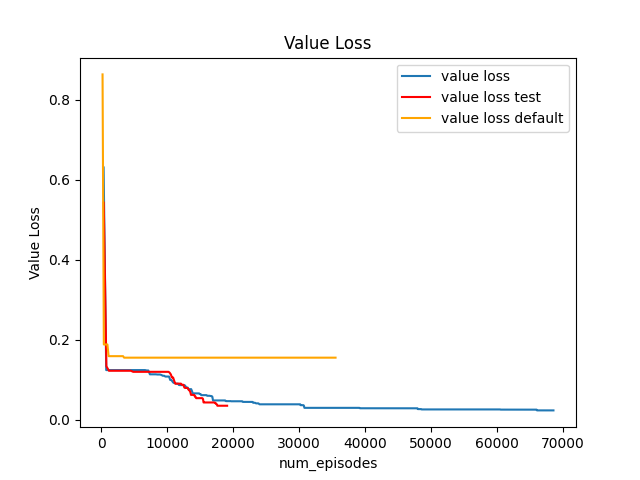 Value Loss
value loss
value loss test
value loss default
Value Loss
0.8
0.6
0.4
0.2
0.0
0 10000 20000 30000 40000 50000 60000 70000
num_episodes